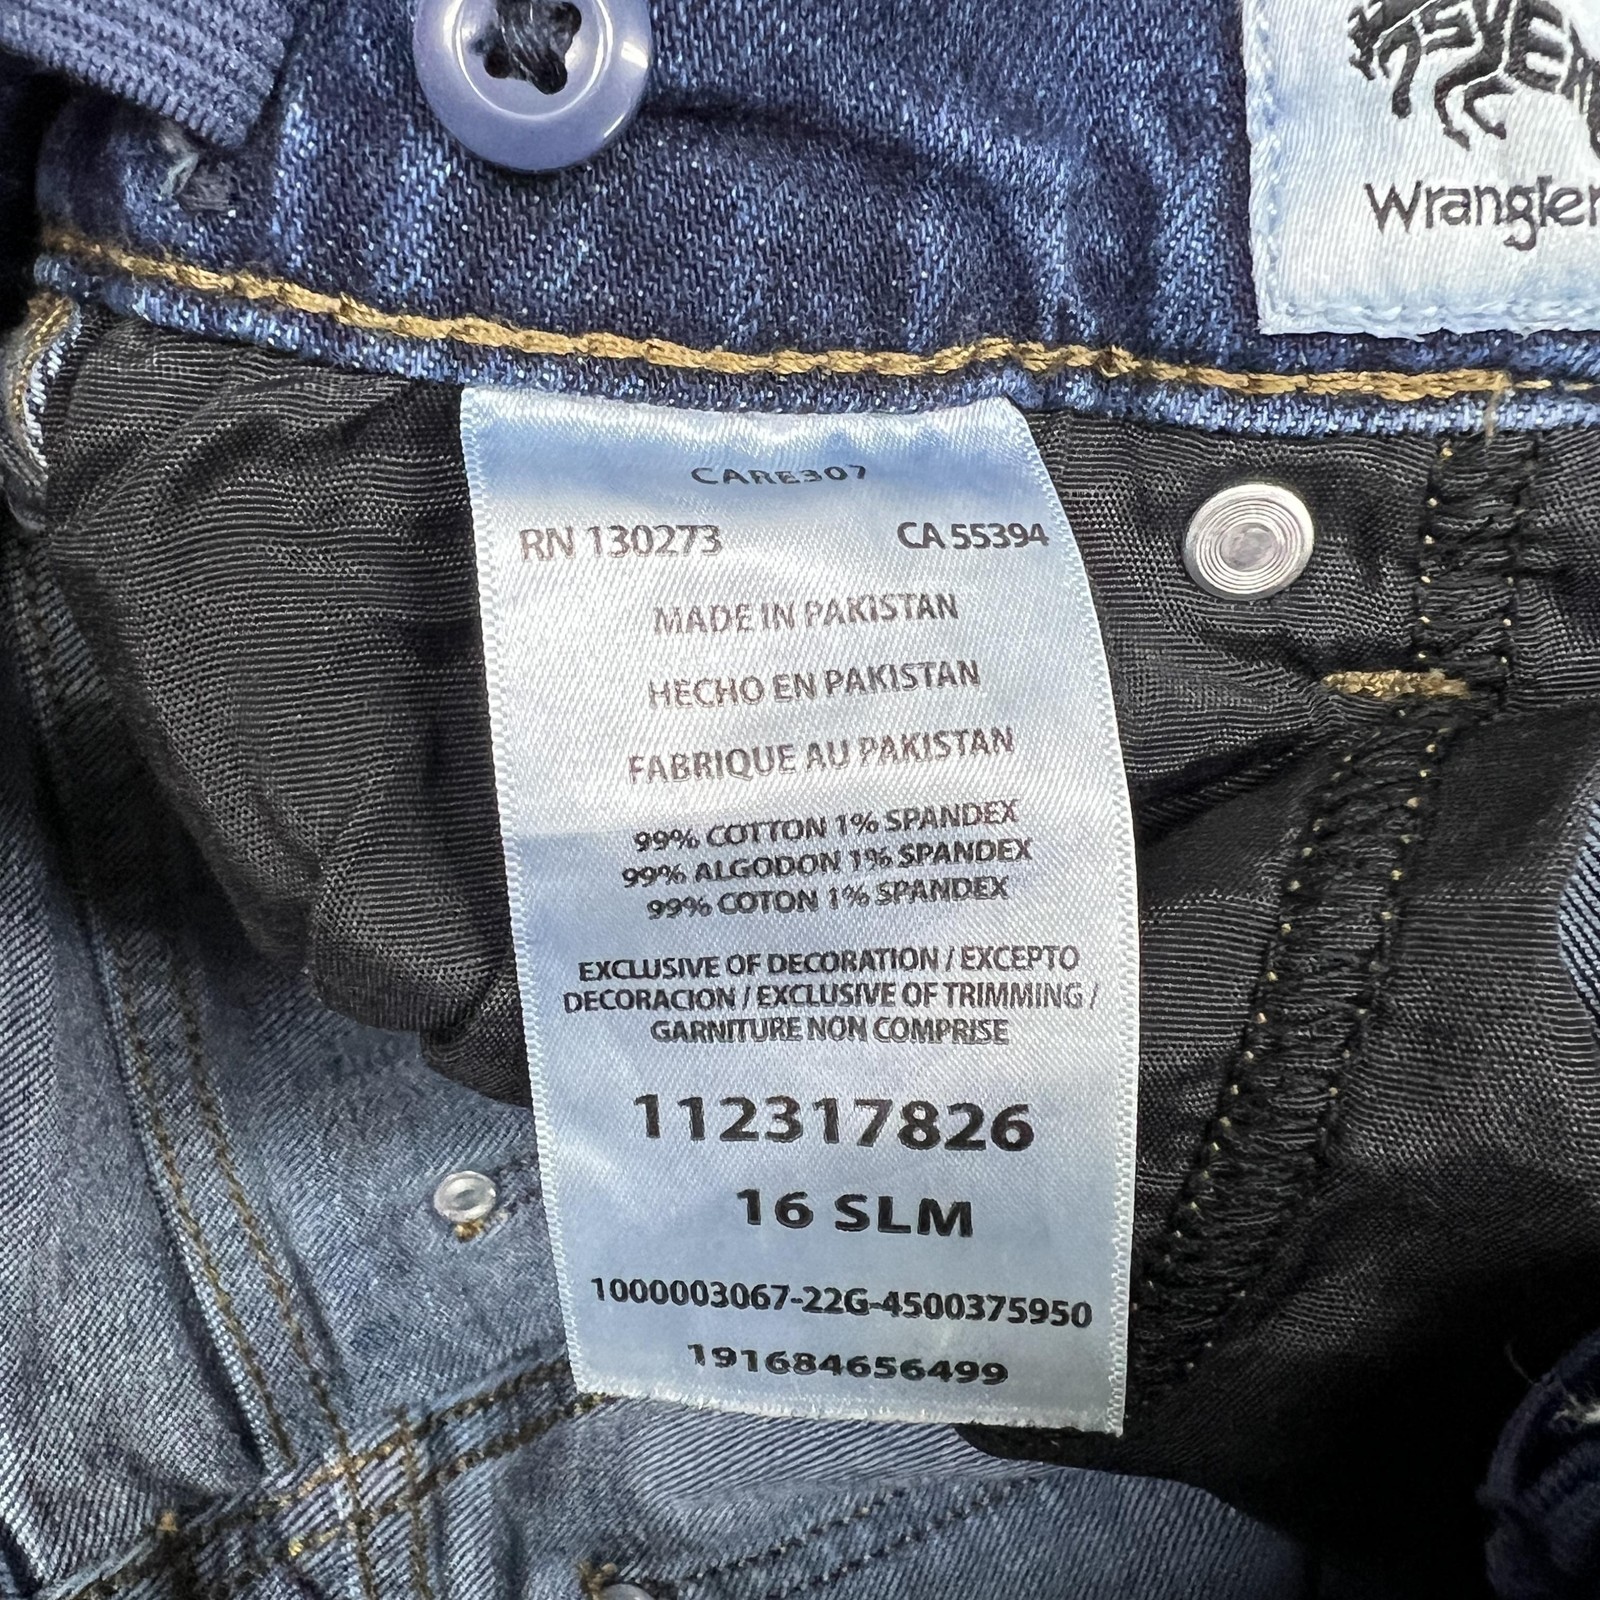 Wrangler
CARE307
RN 130273 CA 55394
MADE IN PAKISTAN
HECHO EN PAKISTAN
FABRIQUE AU PAKISTAN
99% COTTON 1% SPANDEX
99% ALGODON 1% SPANDEX
99% COTON 1% SPANDEX
EXCLUSIVE OF DECORATION / EXCEPTO
DECORACION / EXCLUSIVE OF TRIMMING /
GARNITURE NON COMPRISE
112317826
16 SLM
1000003067-22G-4500375950
191684656499